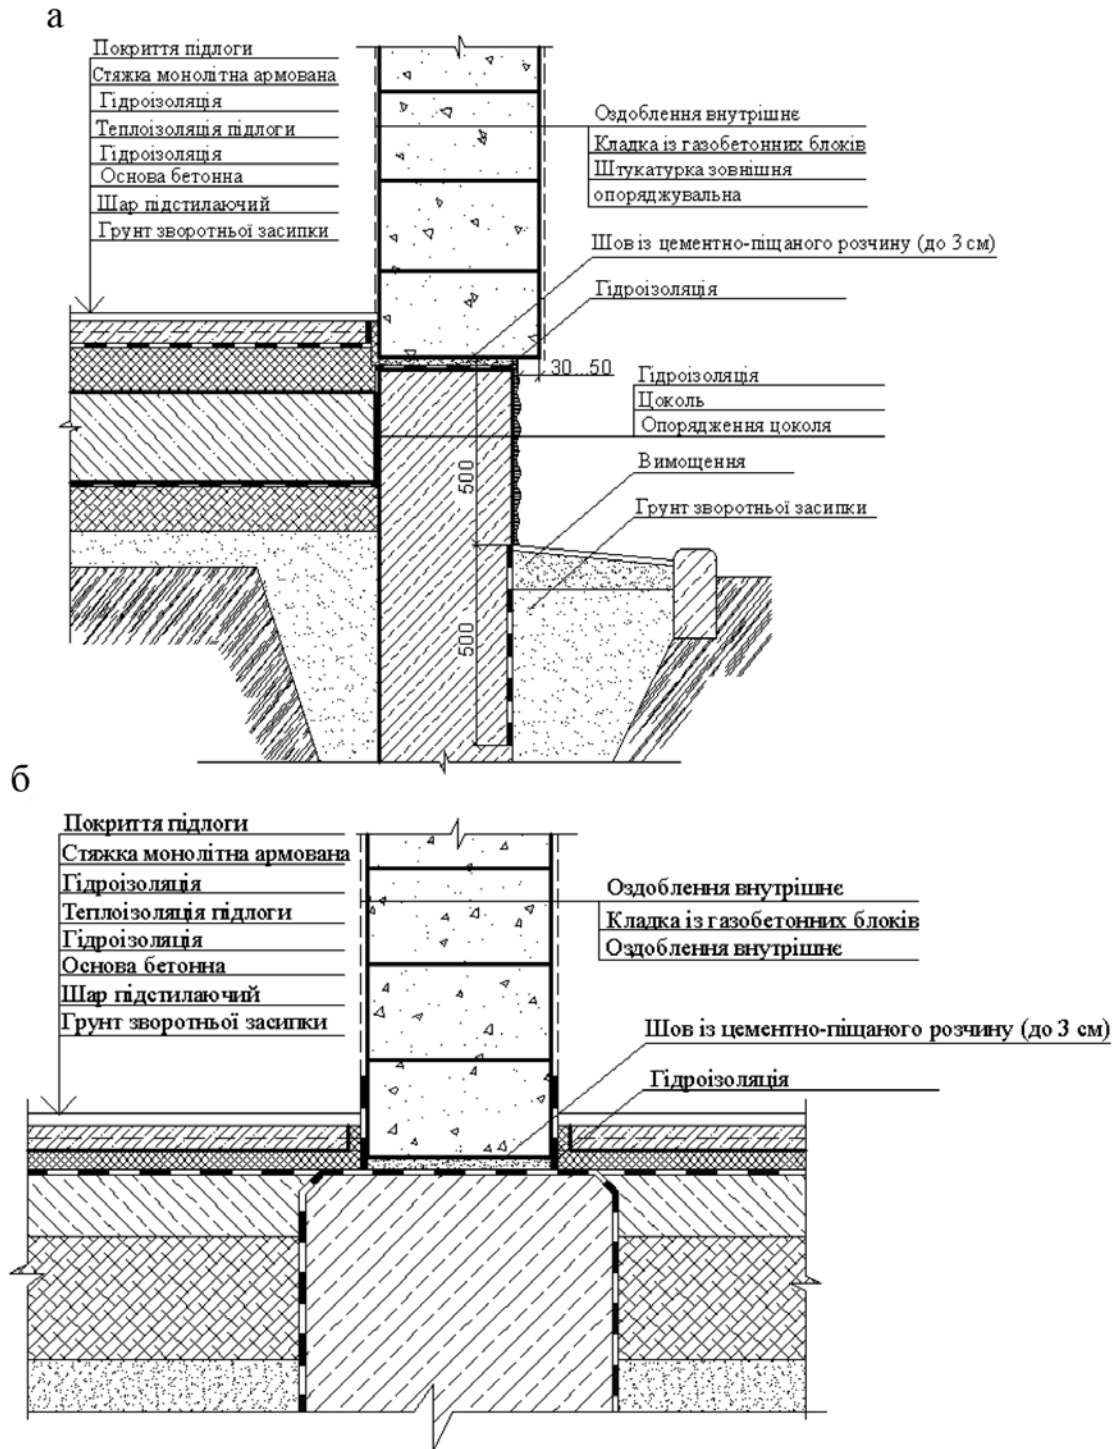 а
Покриття підлоги
Стяжка монолітна армована
Гідроізоляція
Теплоізоляція підлоги
Гідроізоляція
Основа бетонна
Шар підстилаючий
Грунт зворотньої засипки
Оздоблення внутрішнє
Кладка із газобетонних блоків
Штукатурка зовнішня
опоряджувальна
Шов із цементно-піщаного розчину (до 3 см)
Гідроізоляція
30...50
Гідроізоляція
Цоколь
Опорядження цоколя
Вимощення
Грунт зворотньої засипки
500
500
б
Покриття підлоги
Стяжка монолітна армована
Гідроізоляція
Теплоізоляція підлоги
Гідроізоляція
Основа бетонна
Шар підстилаючий
Грунт зворотньої засипки
Оздоблення внутрішнє
Кладка із газобетонних блоків
Оздоблення внутрішнє
Шов із цементно-піщаного розчину (до 3 см)
Гідроізоляція